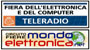 FIERA DELL'ELETTRONICA
E DEL COMPUTER
TELERADIO
mondo
elettronica